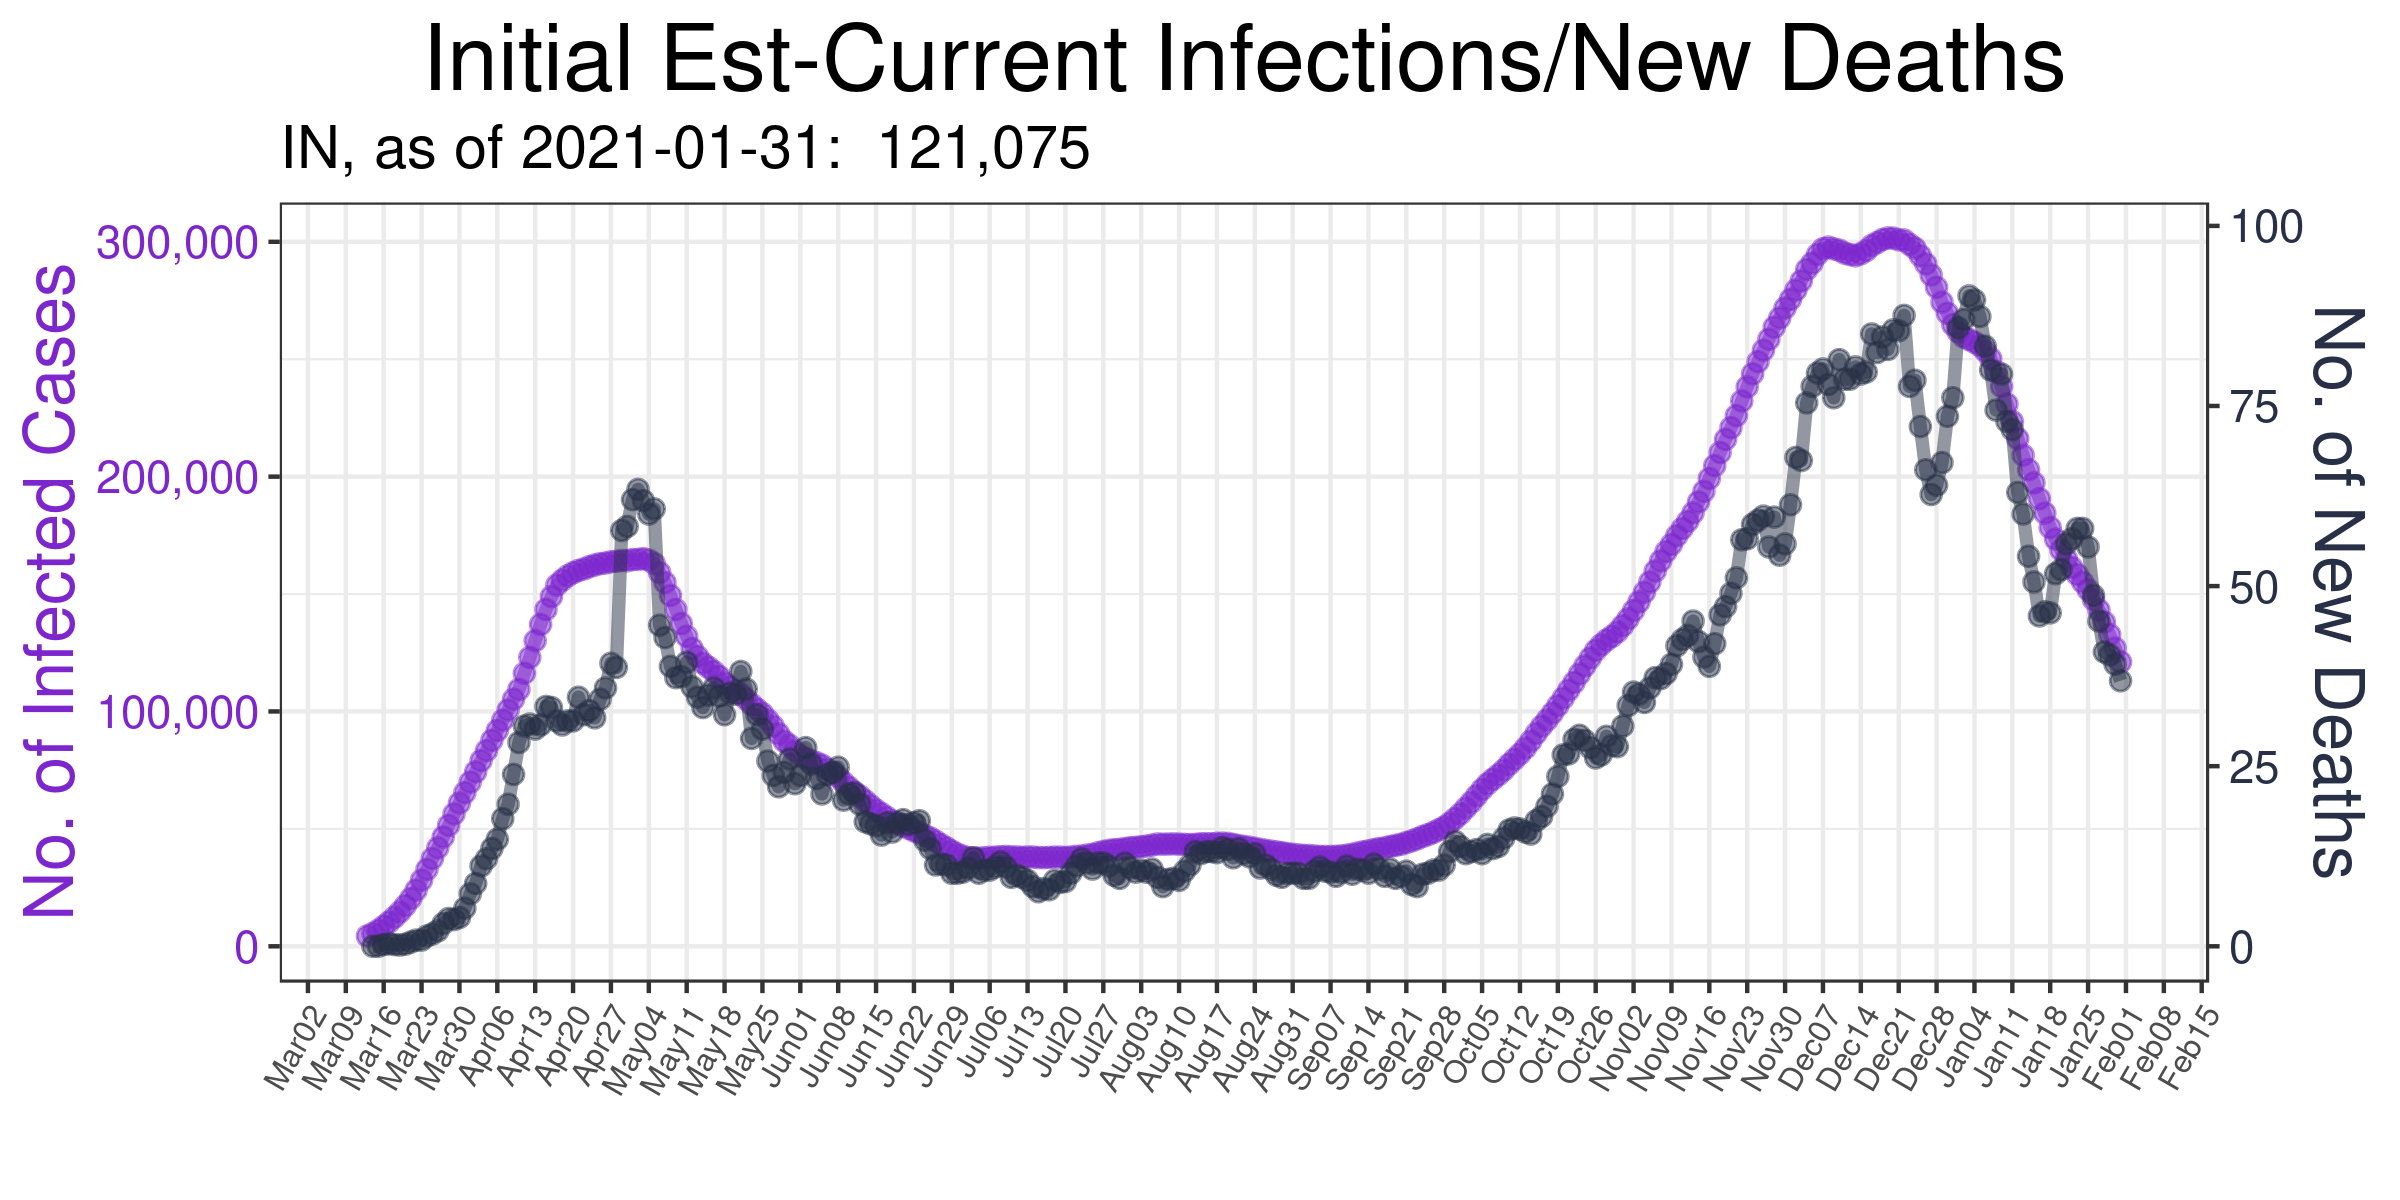 Initial Est-Current Infections/New Deaths
IN, as of 2021-01-31:  121,075
No. of Infected Cases
300,000
200,000
100,000
0
100
75
50
25
0
No. of New Deaths
Mar02
Mar09
Mar16
Mar23
Mar30
Apr06
Apr13
Apr20
Apr27
May04
May11
May18
May25
Jun01
Jun08
Jun15
Jun22
Jun29
Jul06
Jul13
Jul20
Jul27
Aug03
Aug10
Aug17
Aug24
Aug31
Sep07
Sep14
Sep21
Sep28
Oct05
Oct12
Oct19
Oct26
Nov02
Nov09
Nov16
Nov23
Nov30
Dec07
Dec14
Dec21
Dec28
Jan04
Jan11
Jan18
Jan25
Feb01
Feb08
Feb15